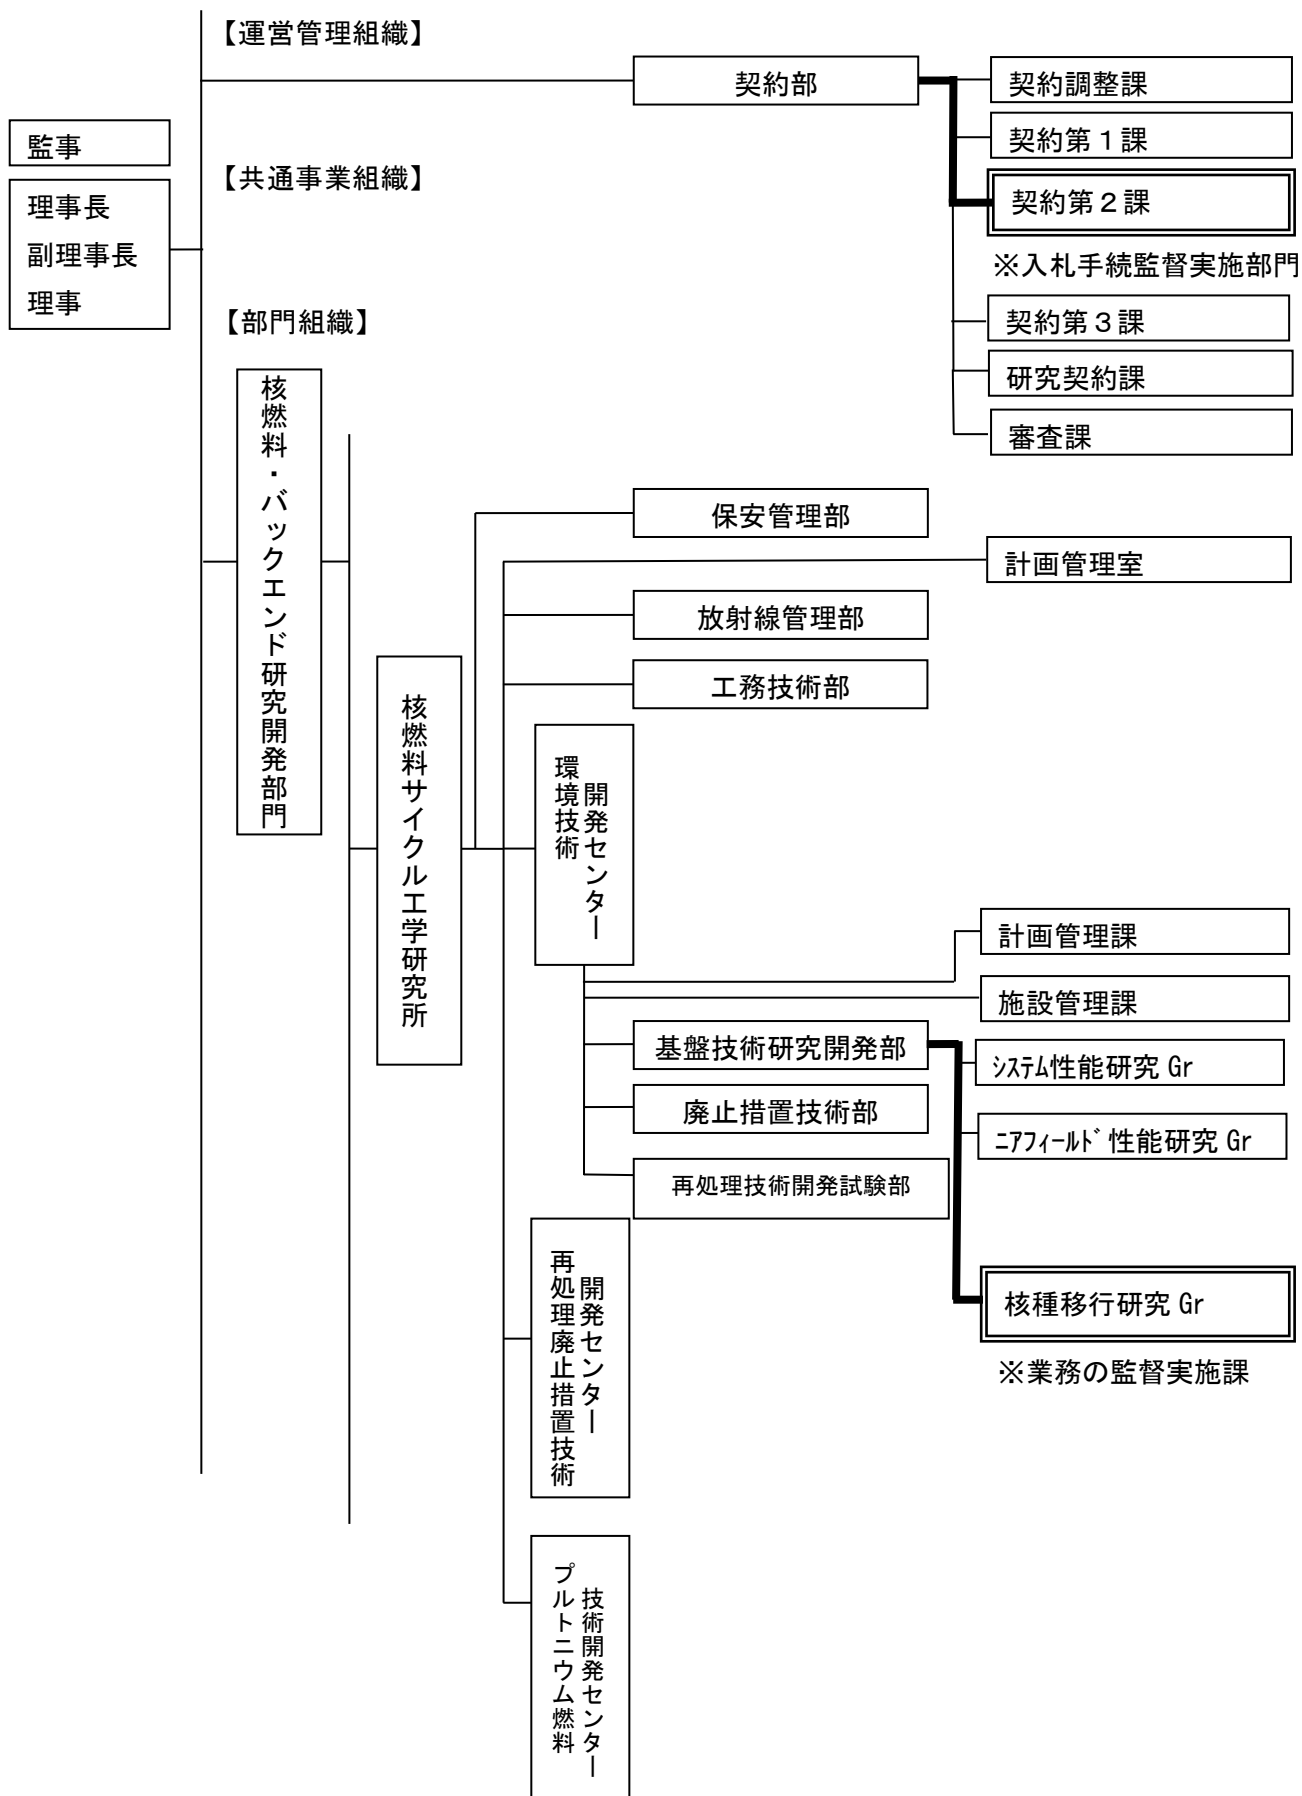 【運営管理組織】
契約部
契約調整課
契約第１課
契約第２課
※入札手続監督実施部門
契約第３課
研究契約課
審査課
監事
理事長
副理事長
理事
【共通事業組織】
【部門組織】
核燃料・バックエンド研究開発部門
核燃料サイクル工学研究所
保安管理部
計画管理室
放射線管理部
工務技術部
環境技術
開発センター
計画管理課
施設管理課
基盤技術研究開発部
ｼｽﾃﾑ性能研究 Gr
ﾆｱﾌｨｰﾙﾄﾞ性能研究 Gr
核種移行研究 Gr
※業務の監督実施課
廃止措置技術部
再処理技術開発試験部
再処理廃止措置技術
開発センター
プルトニウム燃料
技術開発センター